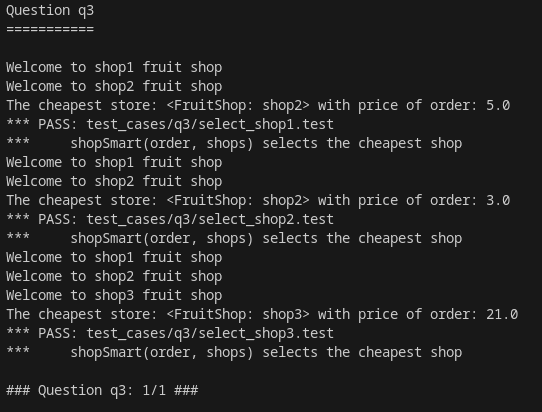 Question q3
===========
Welcome to shop1 fruit shop
Welcome to shop2 fruit shop
The cheapest store: <FruitShop: shop2> with price of order: 5.0
*** PASS: test_cases/q3/select_shop1.test
***     shopSmart(order, shops) selects the cheapest shop
Welcome to shop1 fruit shop
Welcome to shop2 fruit shop
The cheapest store: <FruitShop: shop2> with price of order: 3.0
*** PASS: test_cases/q3/select_shop2.test
***     shopSmart(order, shops) selects the cheapest shop
Welcome to shop1 fruit shop
Welcome to shop2 fruit shop
Welcome to shop3 fruit shop
The cheapest store: <FruitShop: shop3> with price of order: 21.0
*** PASS: test_cases/q3/select_shop3.test
***     shopSmart(order, shops) selects the cheapest shop
### Question q3: 1/1 ###